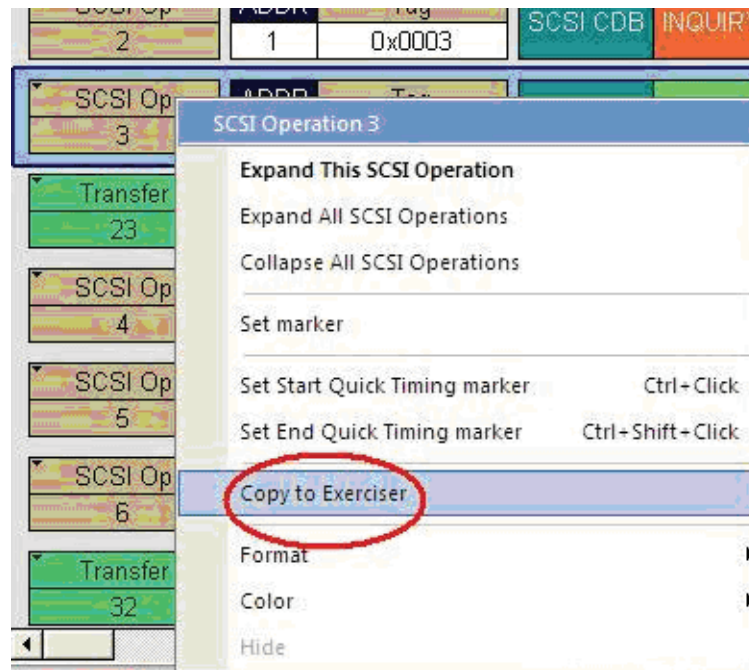 SCSI Op ADDR Tag SCSI CDB INQUIR
2 1 0x0003
SCSI Op ADDR Tag
3
SCSI Operation 3
Expand This SCSI Operation
Expand All SCSI Operations
Collapse All SCSI Operations
Set marker
Set Start Quick Timing marker Ctrl+Click
Set End Quick Timing marker Ctrl+Shift+Click
Copy to Exerciser
Format
Color
Hide
Transfer
23
SCSI Op
4
SCSI Op
5
SCSI Op
6
Transfer
32